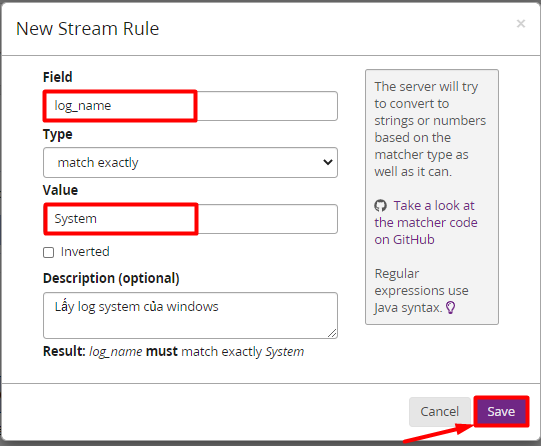 New Stream Rule
×
Field
log_name
Type
match exactly
Value
System
Inverted
Description (optional)
Lấy log system của windows
Result: log_name must match exactly System
The server will try
to convert to
strings or numbers
based on the
matcher type as
well as it can.
Take a look at
the matcher code
on GitHub
Regular
expressions use
Java syntax.
Cancel
Save